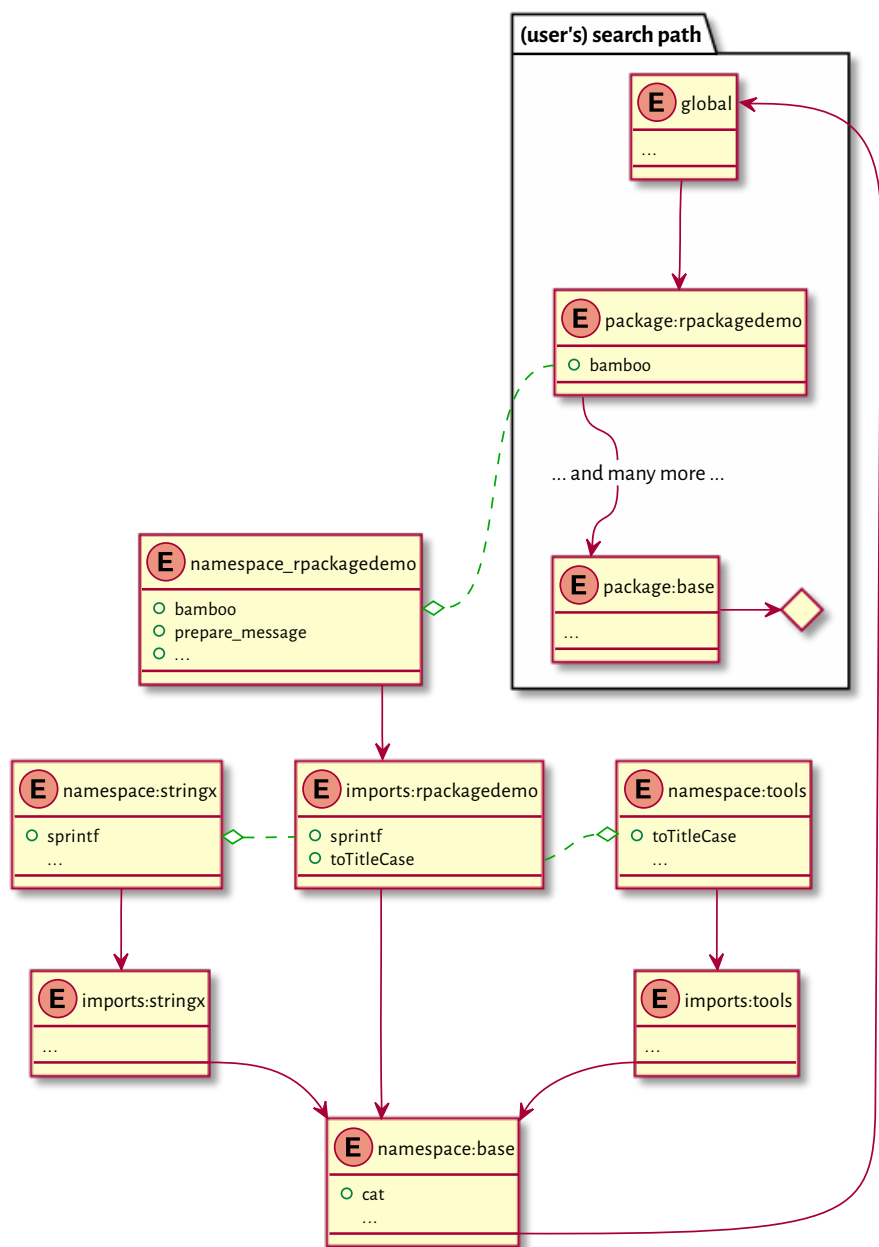 (user's) search path
E global
...
E package:rpackagedemo
bamboo
... and many more ...
E package:base
...
E namespace_rpackagedemo
bamboo
prepare_message
...
E namespace:stringx
sprintf
...
E imports:rpackagedemo
sprintf
toTitleCase
E namespace:tools
toTitleCase
...
E imports:stringx
...
E imports:tools
...
E namespace:base
cat
...